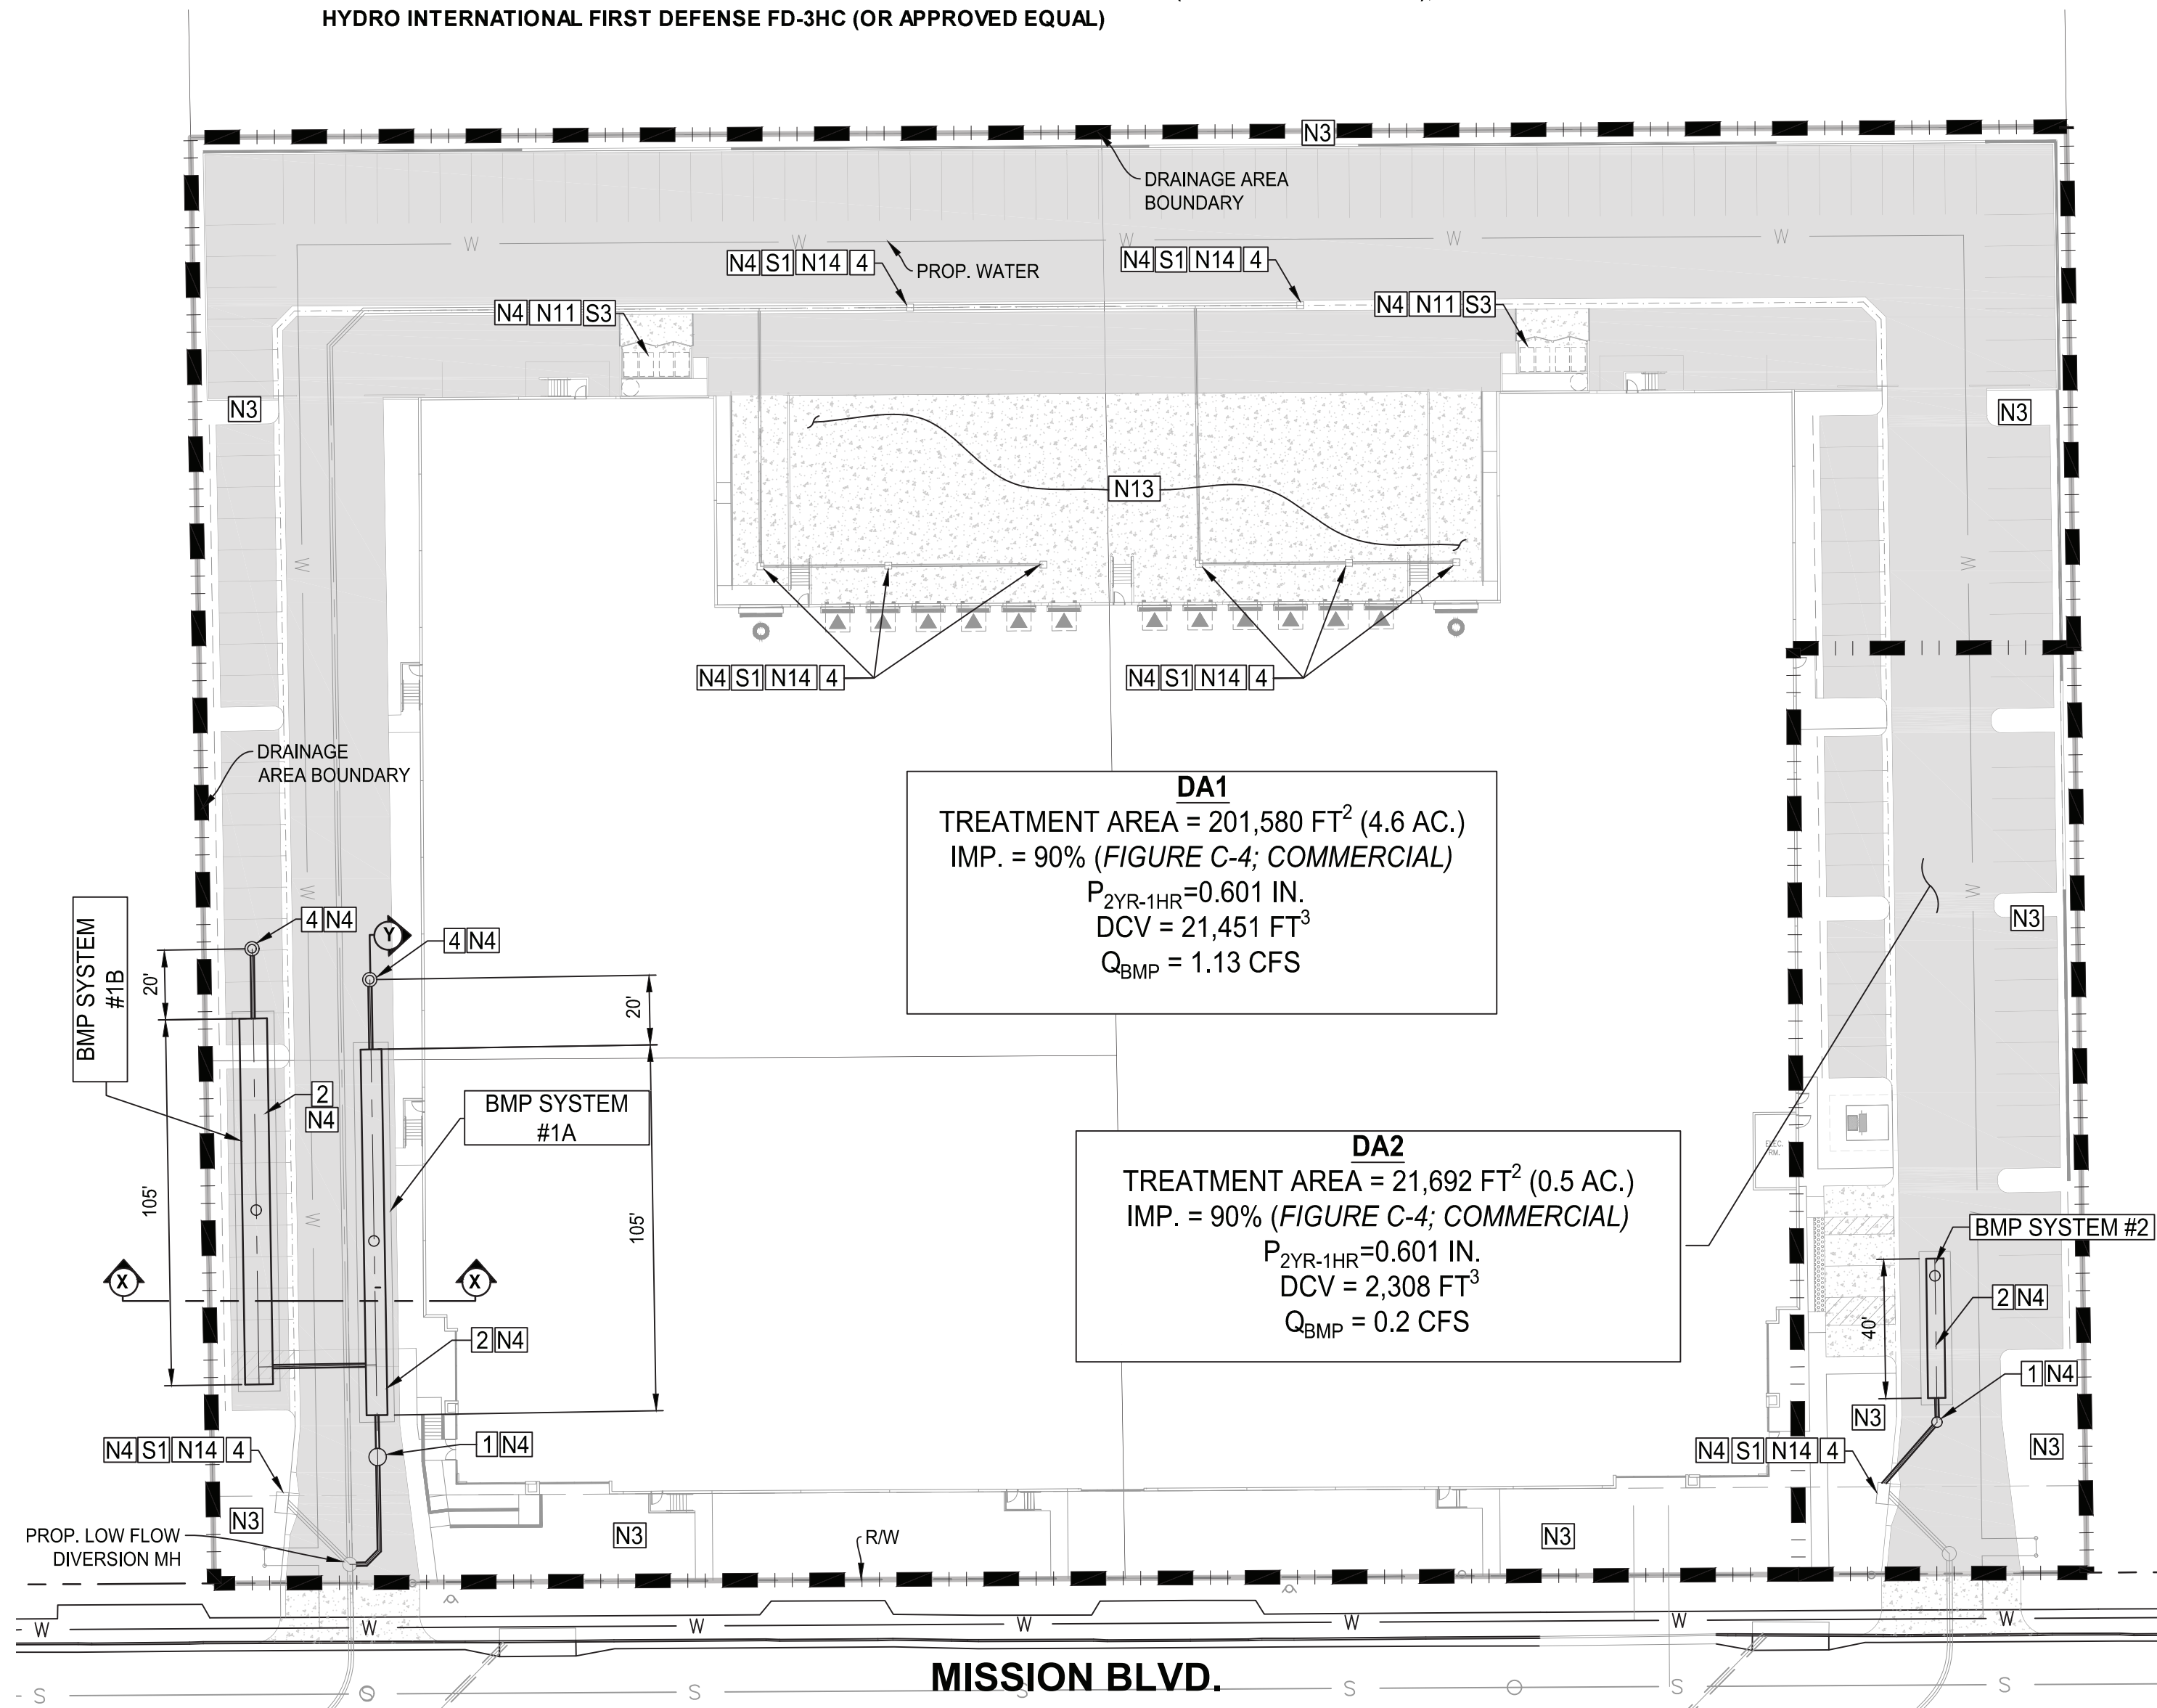 HYDRO INTERNATIONAL FIRST DEFENSE FD-3HC (OR APPROVED EQUAL)
N3
DRAINAGE AREA
BOUNDARY
W W W W W
N4 S1 N14 4
PROP. WATER
N4 S1 N14 4
N4 N11 S3
N4 N11 S3
N3
N3
N13
W
W
N4 S1 N14 4
N4 S1 N14 4
DRAINAGE
AREA BOUNDARY
DA1
TREATMENT AREA = 201,580 FT² (4.6 AC.)
IMP. = 90% (FIGURE C-4; COMMERCIAL)
P2YR-1HR=0.601 IN.
DCV = 21,451 FT³
QBMP = 1.13 CFS
W
W
N3
BMP SYSTEM
#1B
4 N4
Y
4 N4
20'
20'
2
N4
BMP SYSTEM
#1A
105'
105'
W
DA2
TREATMENT AREA = 21,692 FT² (0.5 AC.)
IMP. = 90% (FIGURE C-4; COMMERCIAL)
P2YR-1HR=0.601 IN.
DCV = 2,308 FT³
QBMP = 0.2 CFS
ELEC.
RM.
BMP SYSTEM #2
X
X
2 N4
40'
2 N4
1 N4
N3
N3
N4 S1 N14 4
1 N4
N4 S1 N14 4
N3
PROP. LOW FLOW
DIVERSION MH
N3
R/W
N3
W W W W W W W
MISSION BLVD.
S S S S S S S